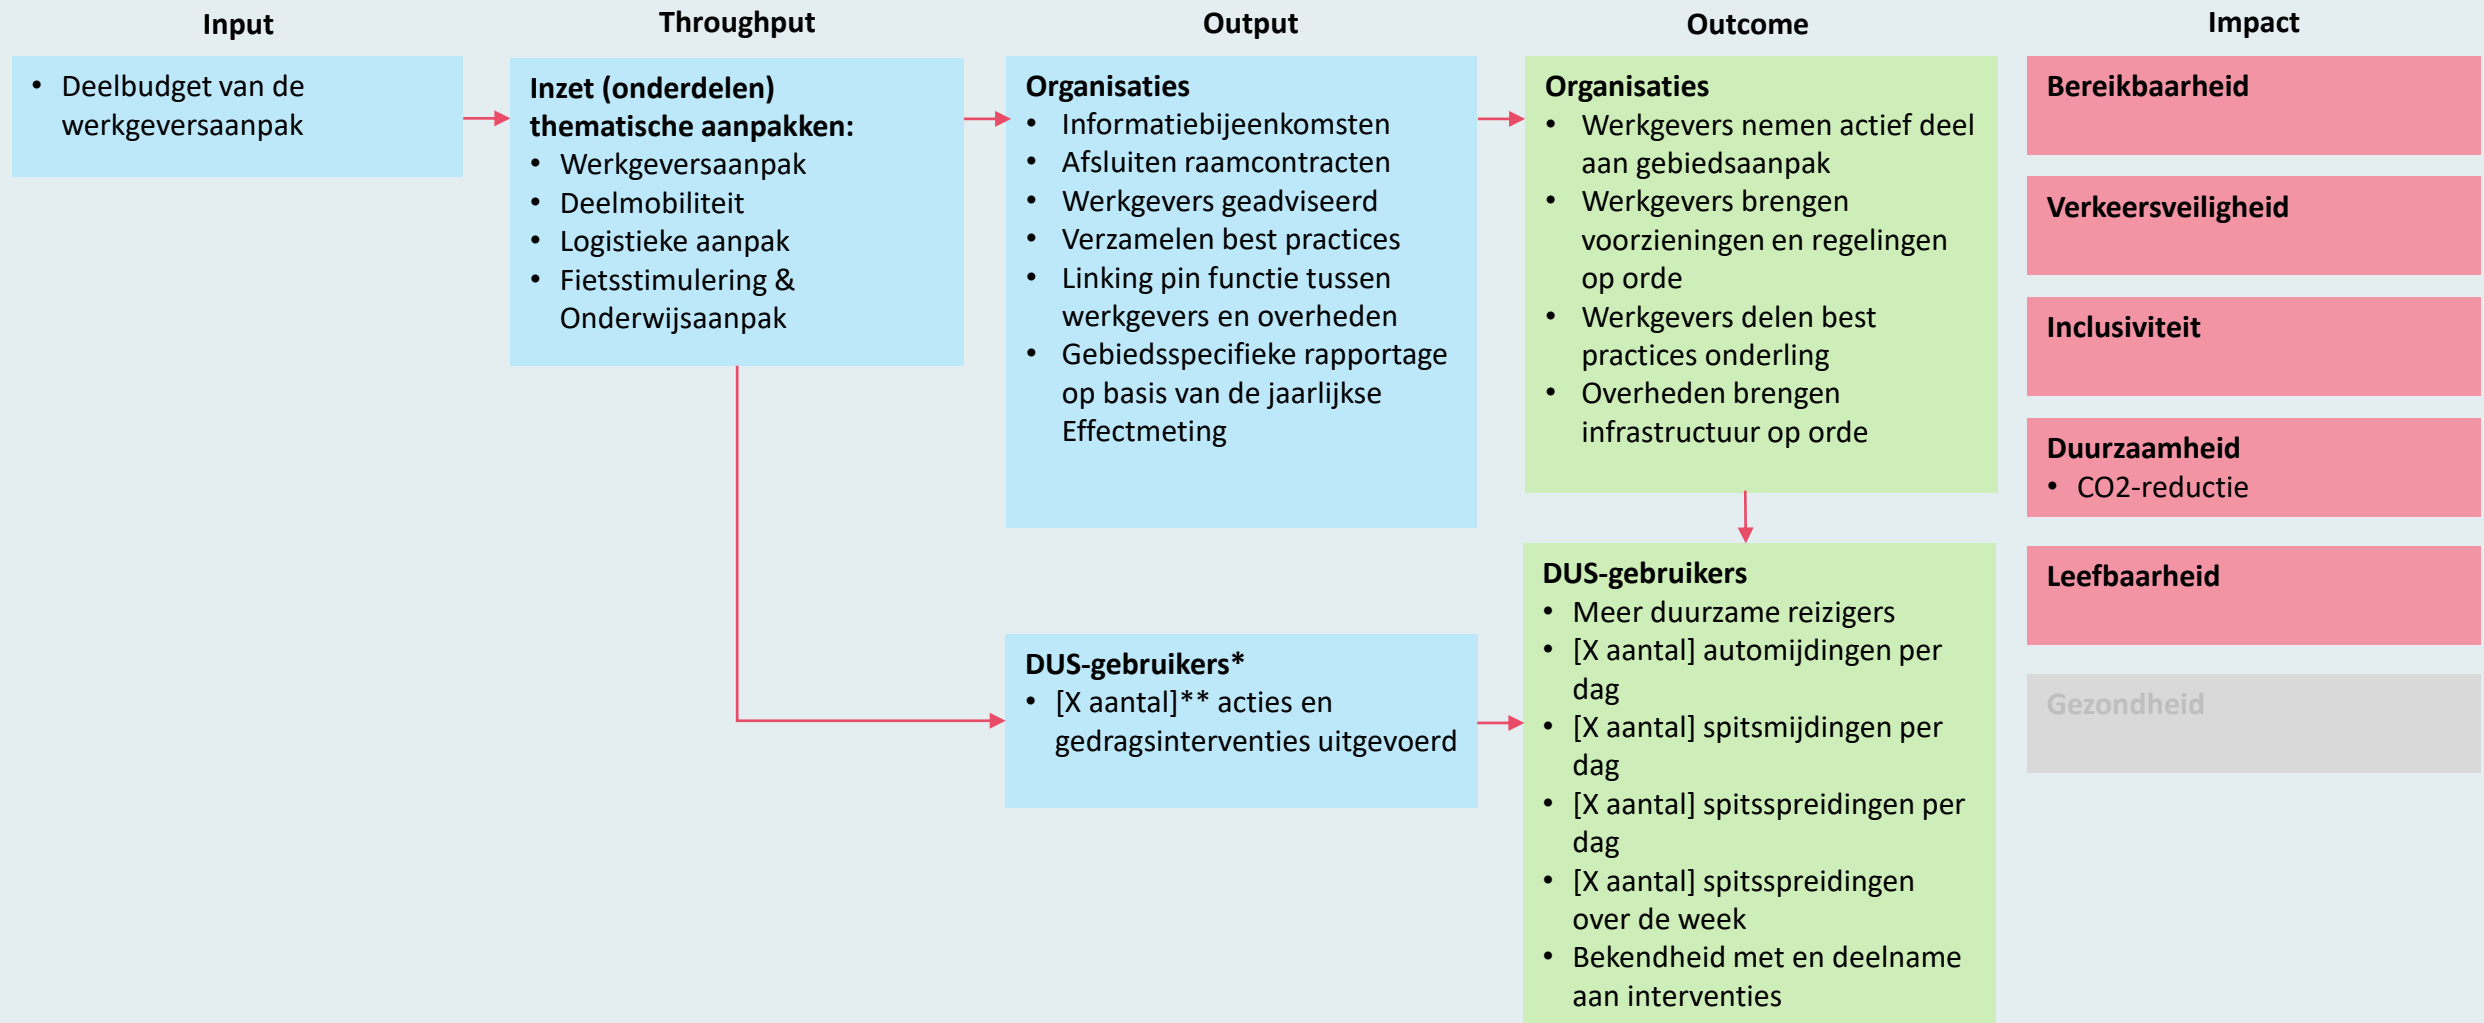 Input
Throughput
Output
Outcome
Impact
• Deelbudget van de
werkgeversaanpak
Inzet (onderdelen)
thematische aanpakken:
• Werkgeversaanpak
• Deelmobiliteit
• Logistieke aanpak
• Fietsstimulering &
Onderwijsaanpak
Organisaties
• Informatiebijeenkomsten
• Afsluiten raamcontracten
• Werkgevers geadviseerd
• Verzamelen best practices
• Linking pin functie tussen
werkgevers en overheden
• Gebiedsspecifieke rapportage
op basis van de jaarlijkse
Effectmeting
DUS-gebruikers*
• [X aantal]** acties en
gedragsinterventies uitgevoerd
Organisaties
• Werkgevers nemen actief deel
aan gebiedsaanpak
• Werkgevers brengen
voorzieningen en regelingen
op orde
• Werkgevers delen best
practices onderling
• Overheden brengen
infrastructuur op orde
DUS-gebruikers
• Meer duurzame reizigers
• [X aantal] automijdingen per
dag
• [X aantal] spitsmijdingen per
dag
• [X aantal] spitsspreidingen per
dag
• [X aantal] spitsspreidingen
over de week
• Bekendheid met en deelname
aan interventies
Bereikbaarheid
Verkeersveiligheid
Inclusiviteit
Duurzaamheid
• CO2-reductie
Leefbaarheid
Gezondheid